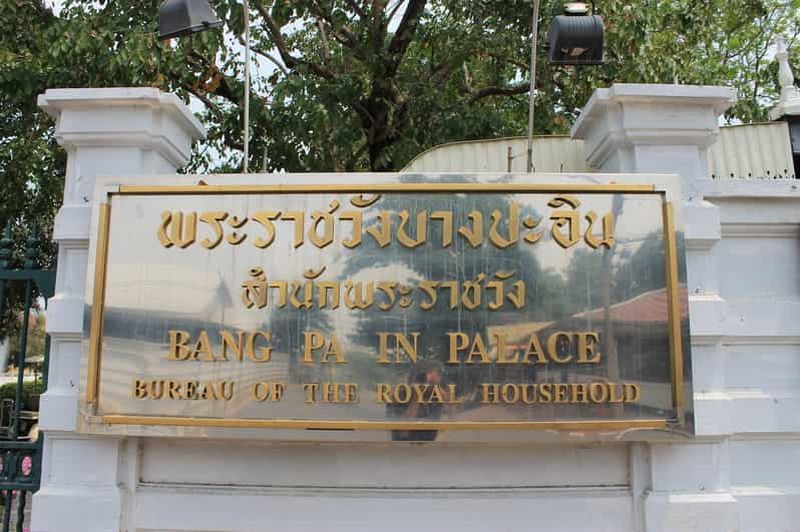 พระราชวังบางปะอิน
สำนักพระราชวัง
BANG PA IN PALACE
BUREAU OF THE ROYAL HOUSEHOLD